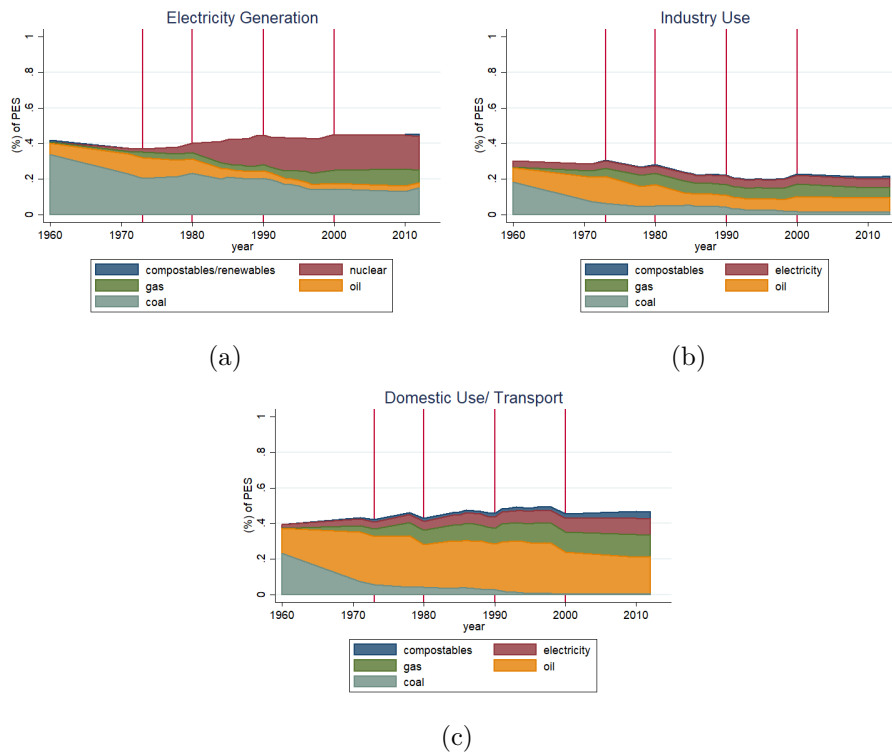 Electricity Generation
(%) of PES
0 .2 .4 .6 .8 1
1960 1970 1980 1990 2000 2010
year
compostables/renewables nuclear
gas oil
coal
(a)
Industry Use
(%) of PES
0 .2 .4 .6 .8 1
1960 1970 1980 1990 2000 2010
year
compostables electricity
gas oil
coal
(b)
Domestic Use/ Transport
(%) of PES
0 .2 .4 .6 .8 1
1960 1970 1980 1990 2000 2010
year
compostables electricity
gas oil
coal
(c)